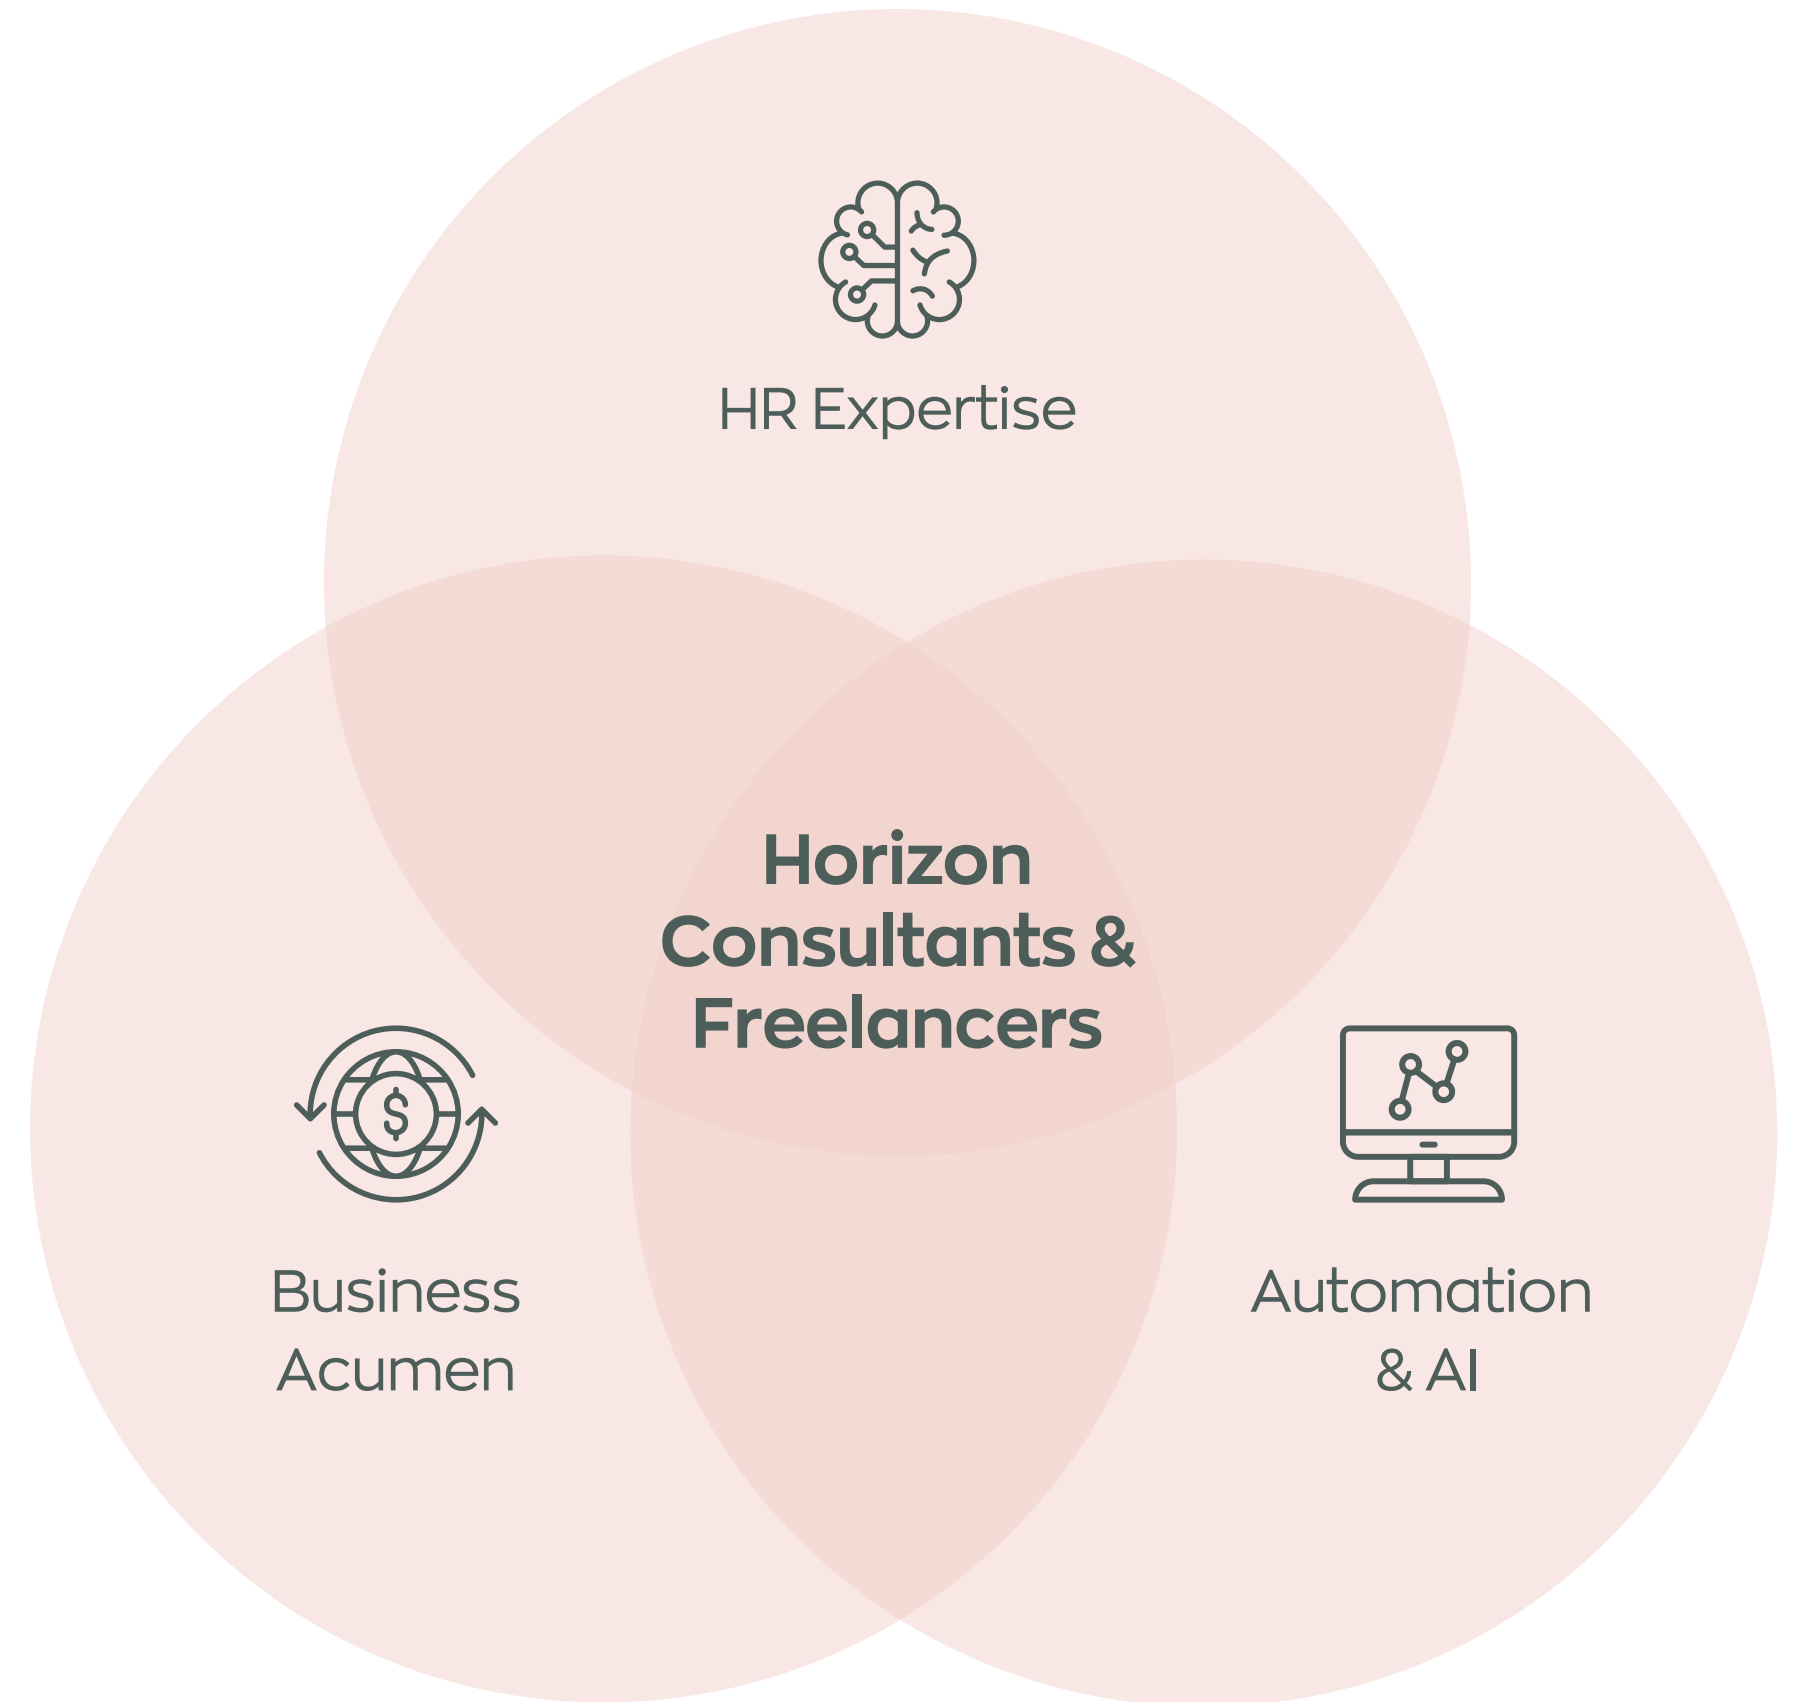 HR Expertise
Horizon
Consultants &
Freelancers
$
Business
Acumen
Automation
& AI